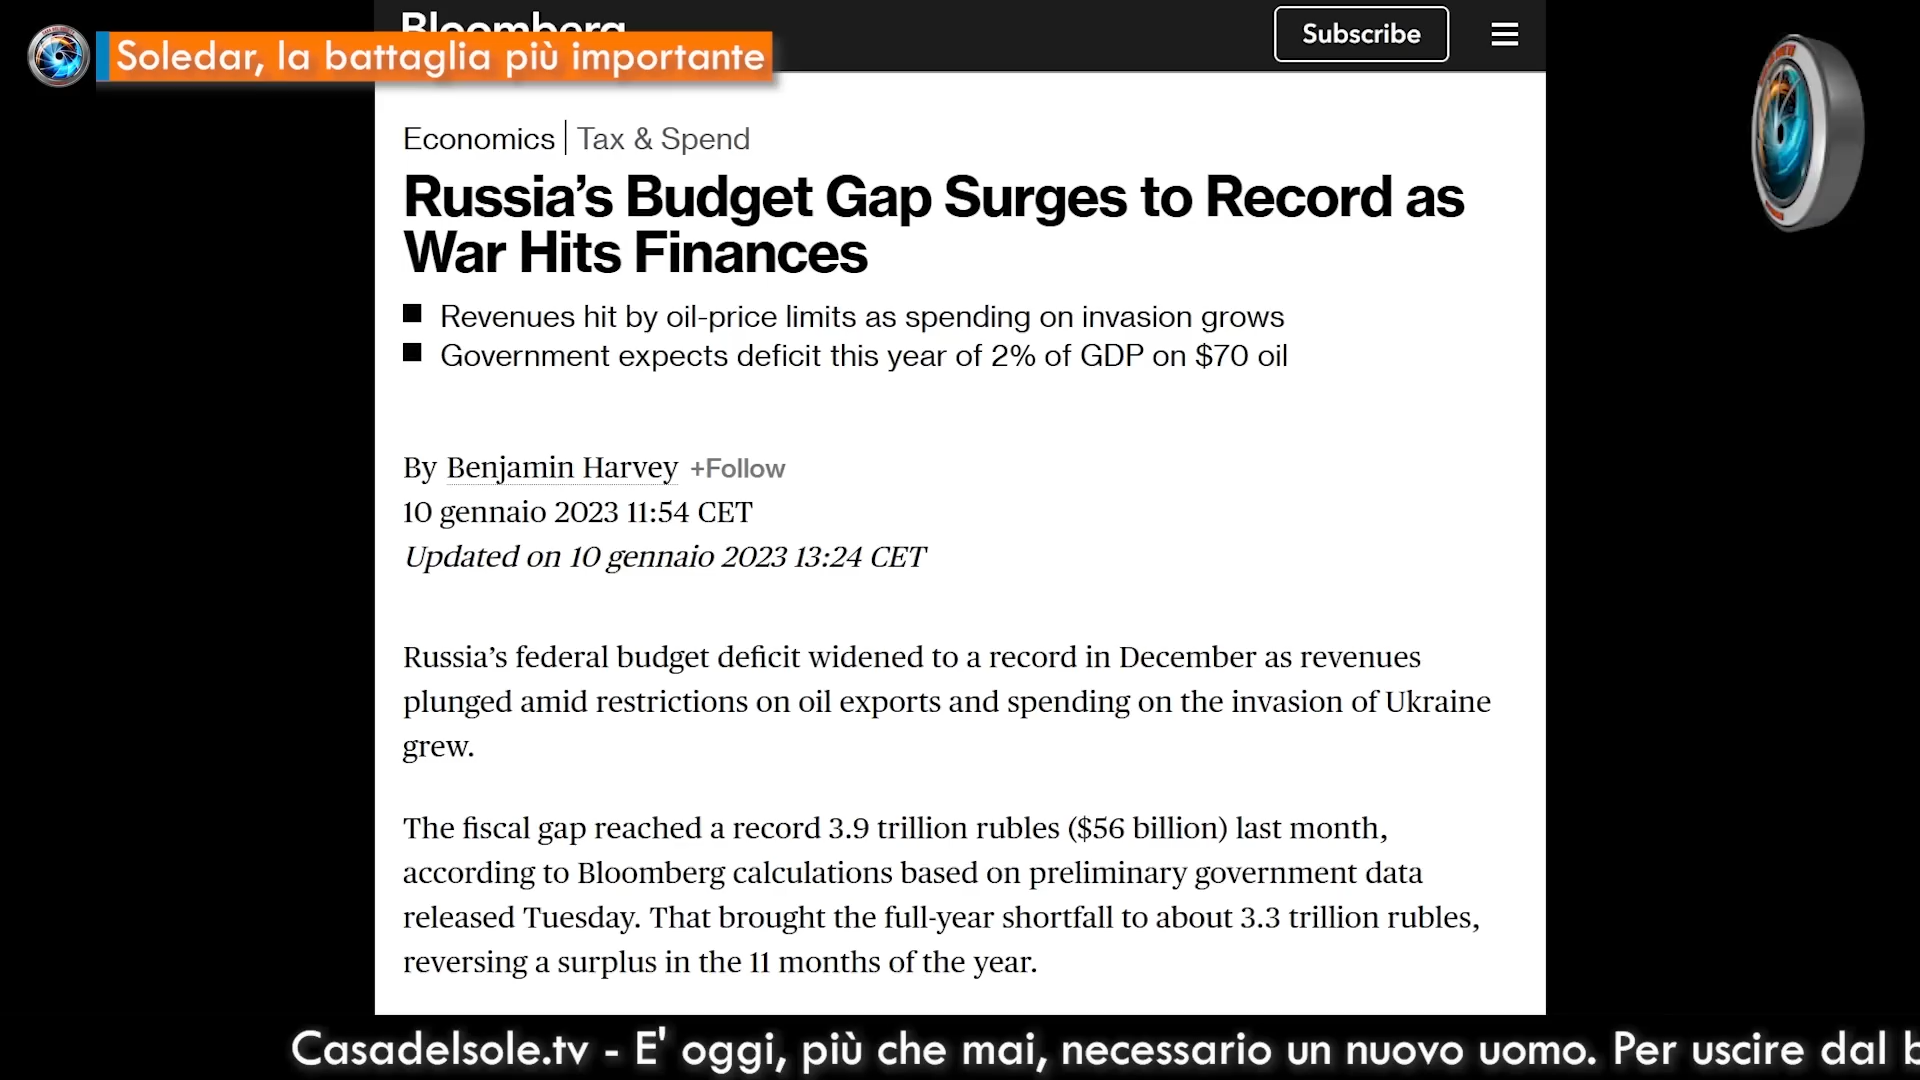 Bloomberg
Subscribe
Soledar, la battaglia più importante
Economics | Tax & Spend
Russia’s Budget Gap Surges to Record as
War Hits Finances
■ Revenues hit by oil-price limits as spending on invasion grows
■ Government expects deficit this year of 2% of GDP on $70 oil
By Benjamin Harvey +Follow
10 gennaio 2023 11:54 CET
Updated on 10 gennaio 2023 13:24 CET
Russia’s federal budget deficit widened to a record in December as revenues
plunged amid restrictions on oil exports and spending on the invasion of Ukraine
grew.
The fiscal gap reached a record 3.9 trillion rubles ($56 billion) last month,
according to Bloomberg calculations based on preliminary government data
released Tuesday. That brought the full-year shortfall to about 3.3 trillion rubles,
reversing a surplus in the 11 months of the year.
Casadelsole.tv - E' oggi, più che mai, necessario un nuovo uomo. Per uscire dal